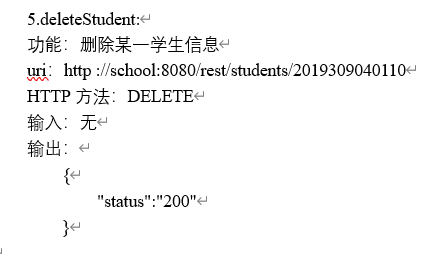 5.deleteStudent:
功能：删除某一学生信息
uri：http ://school:8080/rest/students/2019309040110
HTTP 方法：DELETE
输入：无
输出：
{
"status":"200"
}